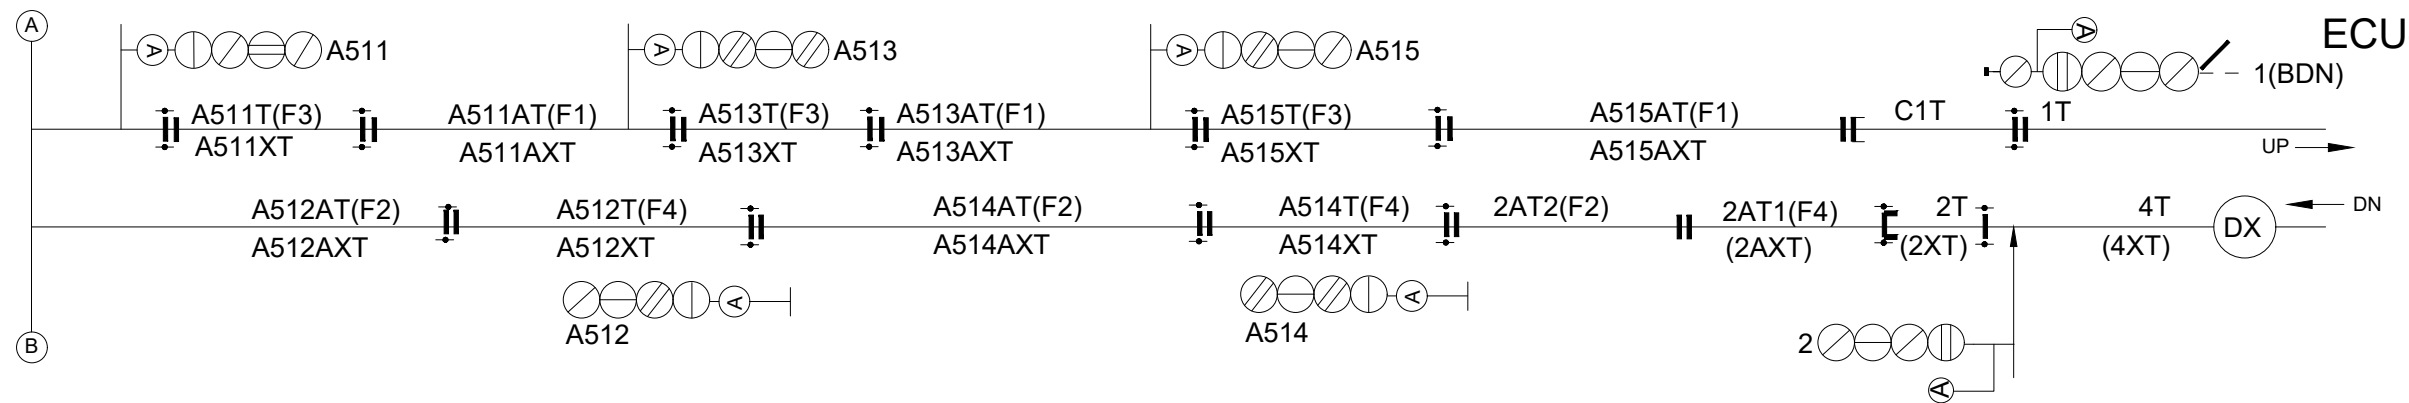 A
A A511
A A513
A A515
A
ECU
1(BDN)
A511T(F3) A511AT(F1) A513T(F3) A513AT(F1) A515T(F3) A515AT(F1) C1T 1T
A511XT A511AXT A513XT A513AXT A515XT A515AXT
UP
A512AT(F2) A512T(F4) A514AT(F2) A514T(F4) 2AT2(F2) 2AT1(F4) 2T 4T
DN
DX
A512AXT A512XT A514AXT A514XT (2AXT) (2XT) (4XT)
A
A512
A
A514
B
2
A